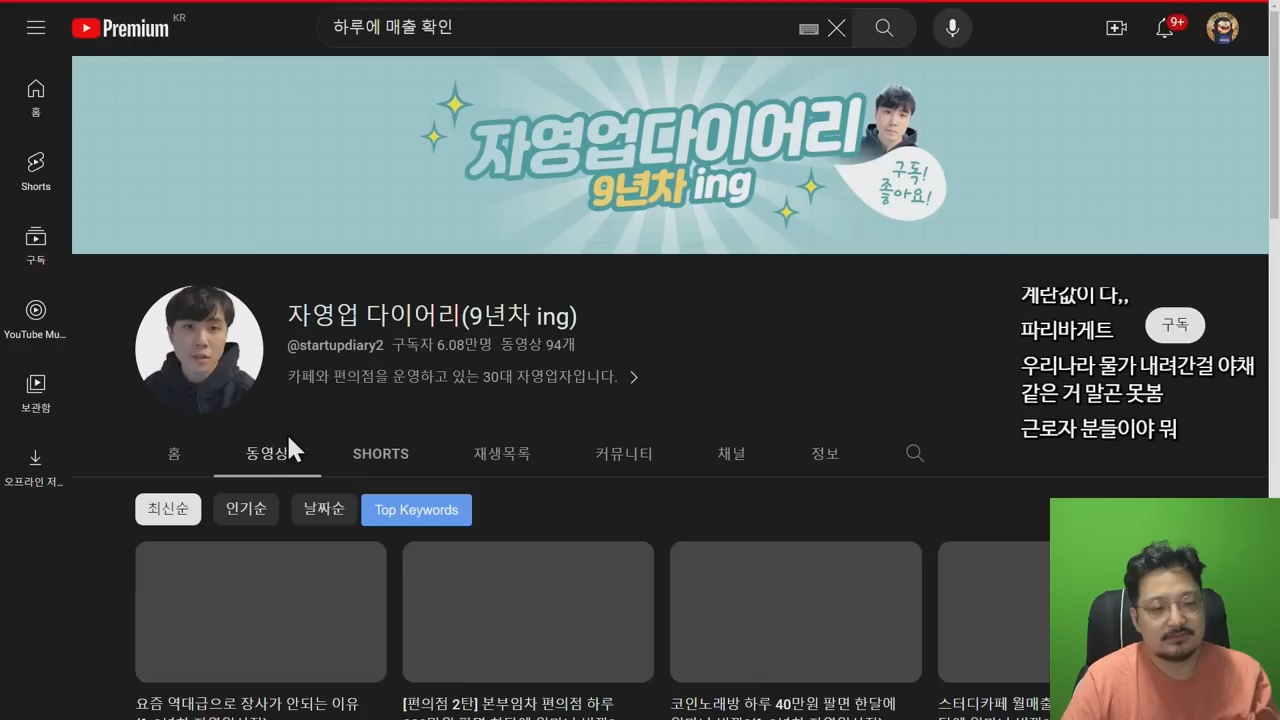 Premium KR
하루에 매출 확인
9+
홈
Shorts
구독
YouTube Mu...
보관함
오프라인 저...
자영업다이어리
9년차 ing
구독!
좋아요!
자영업 다이어리(9년차 ing)
@startupdiary2 구독자 6.08만명 동영상 94개
카페와 편의점을 운영하고 있는 30대 자영업자입니다.
구독
계란값이 다,,
파리바게트
우리나라 물가 내려간걸 야채
같은 거 말곤 못봄
근로자 분들이야 뭐
홈 동영상 SHORTS 재생목록 커뮤니티 채널 정보
최신순 인기순 날짜순 Top Keywords
요즘 역대급으로 장사가 안되는 이유
[편의점 2탄] 본부임차 편의점 하루
코인노래방 하루 40만원 팔면 한달에
스터디카페 월매출